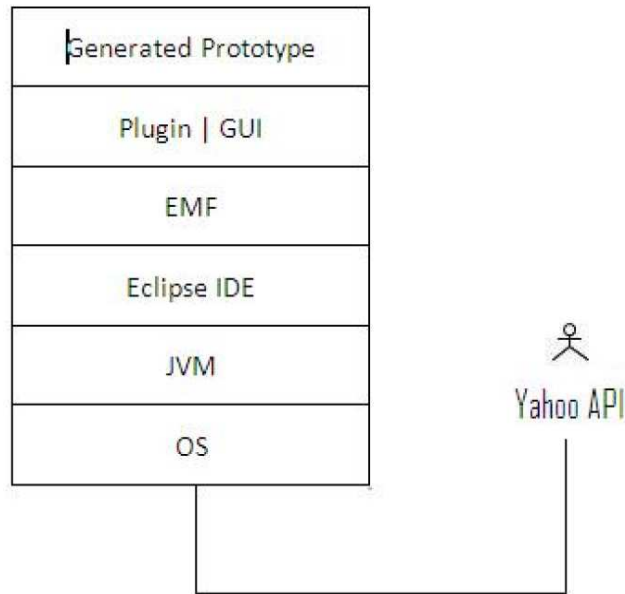 Generated Prototype
Plugin | GUI
EMF
Eclipse IDE
JVM
OS
Yahoo API